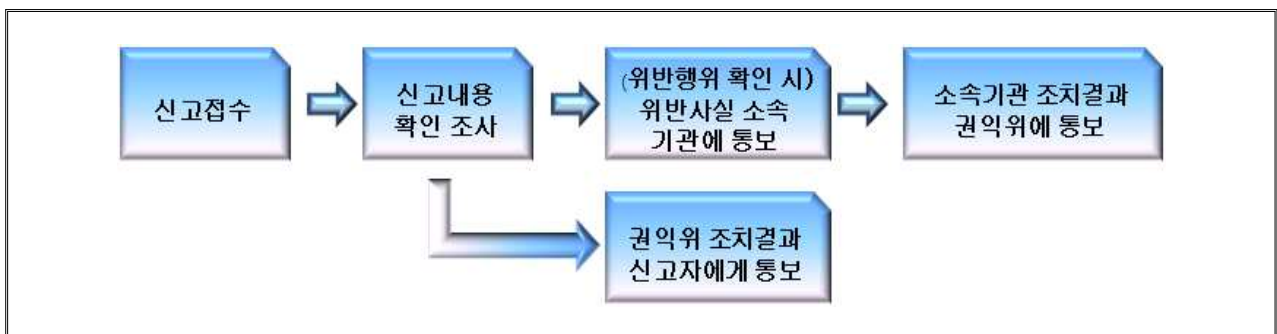 신고접수
신고내용
확인 조사
(위반행위 확인 시)
위반사실 소속
기관에 통보
소속기관 조치결과
권익위에 통보
권익위 조치결과
신고자에게 통보